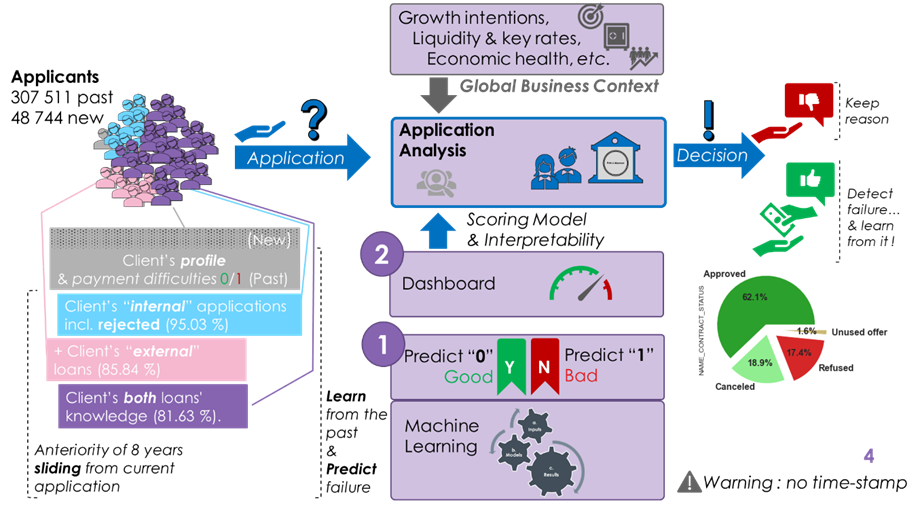 Growth intentions,
Liquidity & key rates,
Economic health, etc.
Global Business Context
Applicants
307 511 past
48 744 new
?
Application
Application
Analysis
!
Decision
Keep
reason
Detect
failure...
& learn
from it !
Scoring Model
& Interpretability
(New)
Client's profile
& payment difficulties 0/1 (Past)
Client's "internal" applications
incl. rejected (95.03 %)
+ Client's "external"
loans (85.84 %)
Client's both loans'
knowledge (81.63 %).
Anteriority of 8 years
sliding from current
application
Learn
from the
past
&
Predict
failure
2
Dashboard
1
Predict "0"
Good
Y
N
Predict "1"
Bad
Machine
Learning
a.
Inputs
b.
Models
c.
Results
NAME_CONTRACT_STATUS
Approved
62.1%
1.6%
Unused offer
17.4%
Refused
18.9%
Canceled
4
Warning : no time-stamp